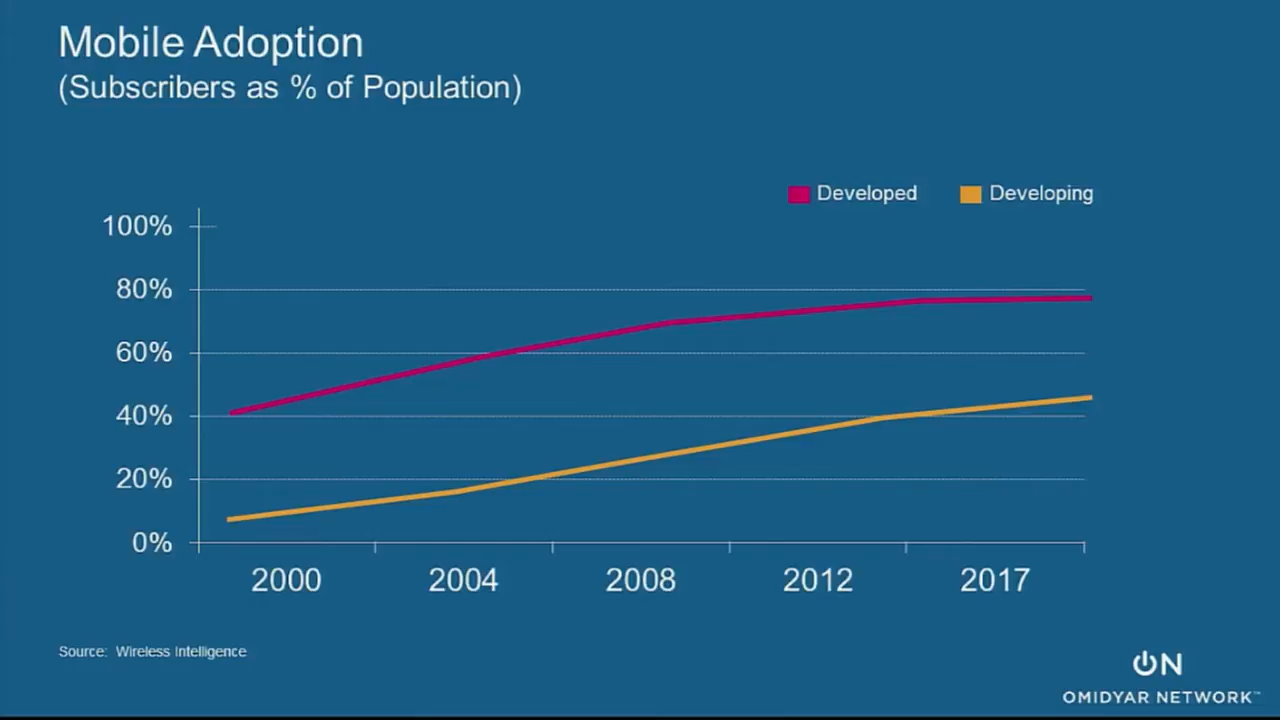 Mobile Adoption
(Subscribers as % of Population)
Developed Developing
100%
80%
60%
40%
20%
0%
2000 2004 2008 2012 2017
Source: Wireless Intelligence
ON
OMIDYAR NETWORK™